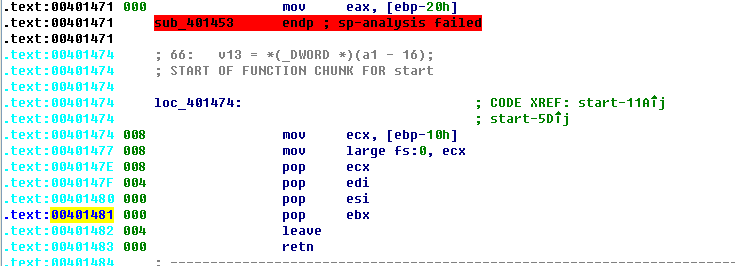 .text:00401471 000 mov eax, [ebp-20h]
.text:00401471 sub_401453 endp ; sp-analysis failed
.text:00401471
.text:00401474 ; 66: v13 = *(_DWORD *)(a1 - 16);
.text:00401474 ; START OF FUNCTION CHUNK FOR start
.text:00401474
.text:00401474 loc_401474: ; CODE XREF: start-11A↑j
.text:00401474 ; start-5D↑j
.text:00401474 008 mov ecx, [ebp-10h]
.text:00401477 008 mov large fs:0, ecx
.text:0040147E 008 pop ecx
.text:0040147F 004 pop edi
.text:00401480 000 pop esi
.text:00401481 000 pop ebx
.text:00401482 004 leave
.text:00401483 000 retn
.text:00401484 ; ---------------------------------------------------------------------------